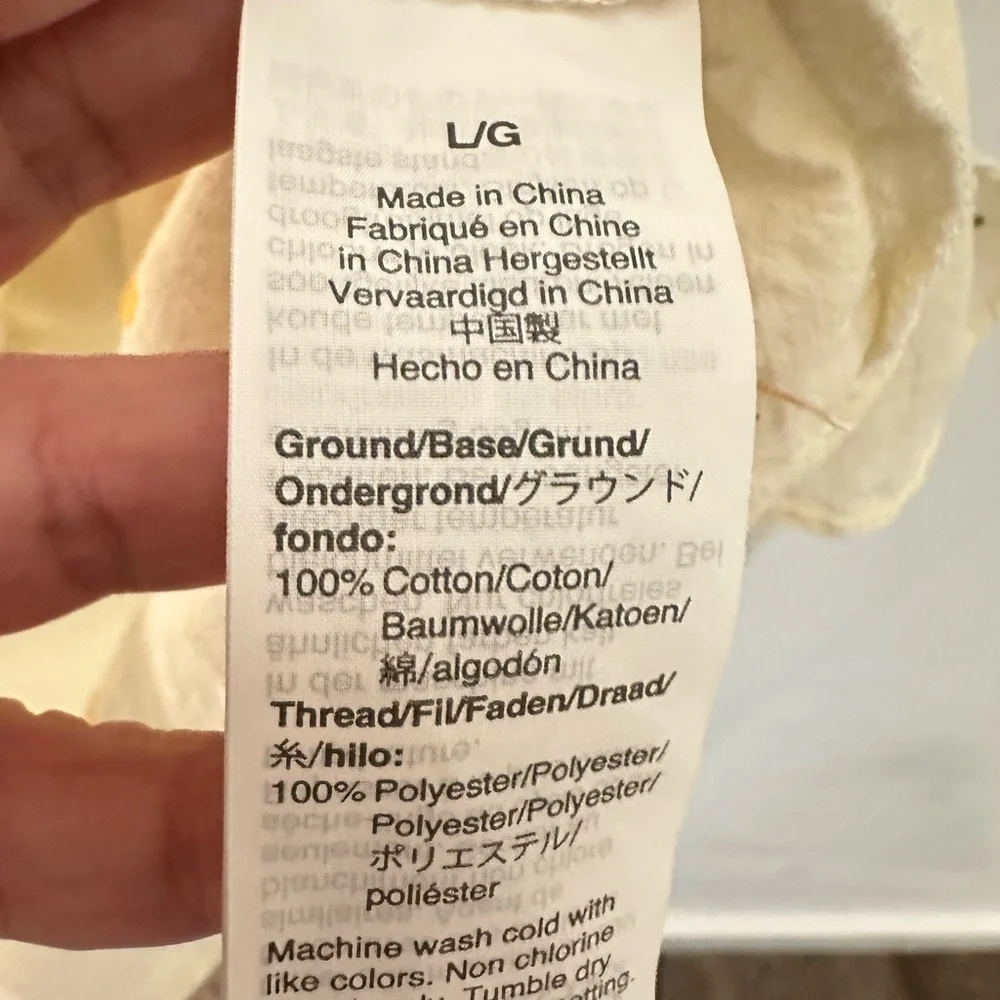 L/G
Made in China
Fabriqué en Chine
in China Hergestellt
Vervaardigd in China
中国製
Hecho en China
Ground/Base/Grund/
Ondergrond/グラウンド/
fondo:
100% Cotton/Coton/
Baumwolle/Katoen/
綿/algodón
Thread/Fil/Faden/Draad/
糸/hilo:
100% Polyester/Polyester/
Polyester/Polyester/
ポリエステル/
poliéster
Machine wash cold with
like colors. Non chlorine
Tumble dry